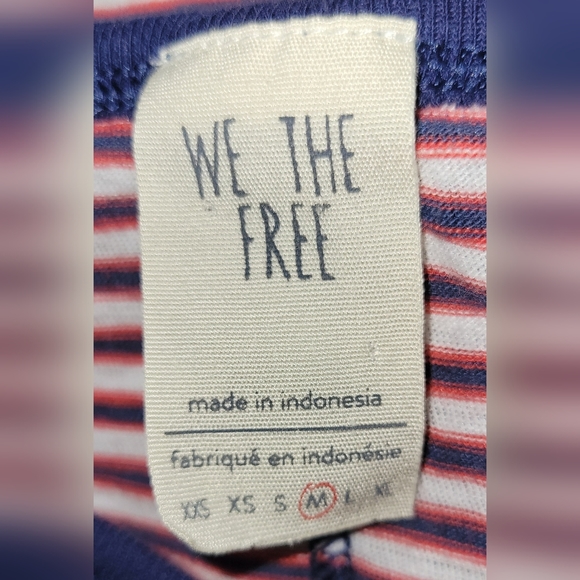 WE THE
FREE
made in indonesia
fabriqué en indonésie
XXS XS S M L XL